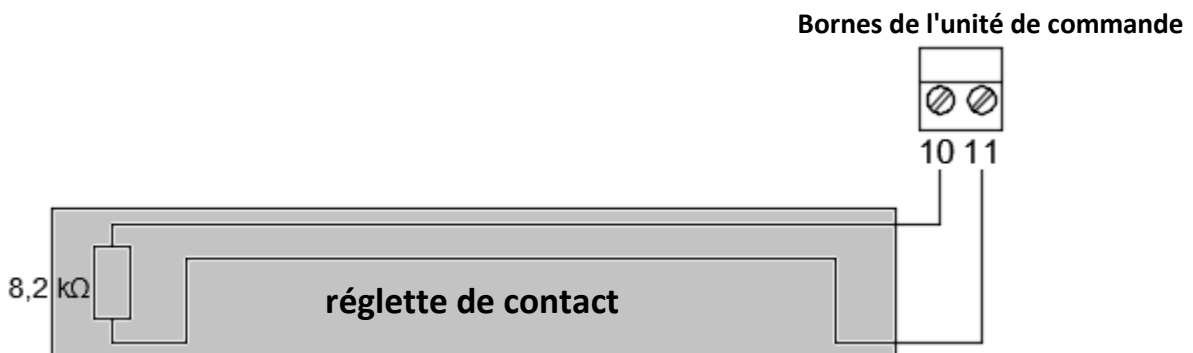 Bornes de l'unité de commande
10 11
8,2 kΩ
réglette de contact